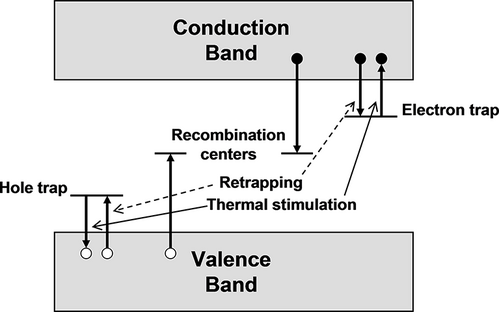 Conduction
Band
Electron trap
Recombination
centers
Hole trap
Retrapping
Thermal stimulation
Valence
Band